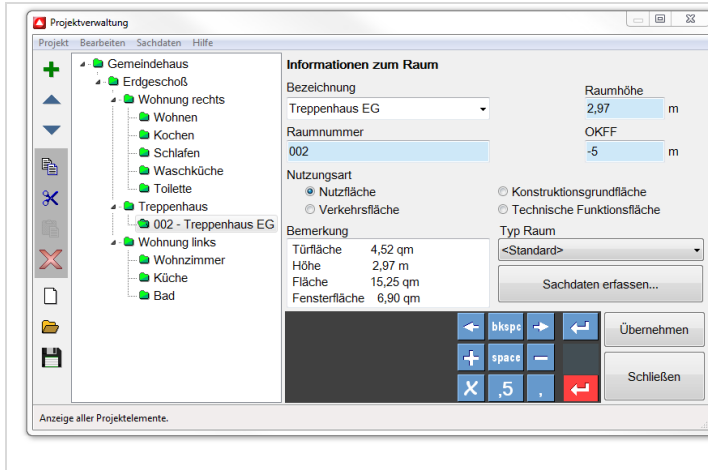 Projektverwaltung
Projekt Bearbeiten Sachdaten Hilfe
Gemeindehaus
Erdgeschoß
Wohnung rechts
Wohnen
Kochen
Schlafen
Waschküche
Toilette
Treppenhaus
002 - Treppenhaus EG
Wohnung links
Wohnzimmer
Küche
Bad
Informationen zum Raum
Bezeichnung
Treppenhaus EG
Raumhöhe
2,97 m
Raumnummer
002
OKFF
-5 m
Nutzungsart
Nutzfläche
Konstruktionsgrundfläche
Verkehrsfläche
Technische Funktionsfläche
Bemerkung
Türfläche 4,52 qm
Höhe 2,97 m
Fläche 15,25 qm
Fensterfläche 6,90 qm
Typ Raum
<Standard>
Sachdaten erfassen...
bkspc
+ space –
X ,5 ,
Übernehmen
Schließen
Anzeige aller Projektelemente.